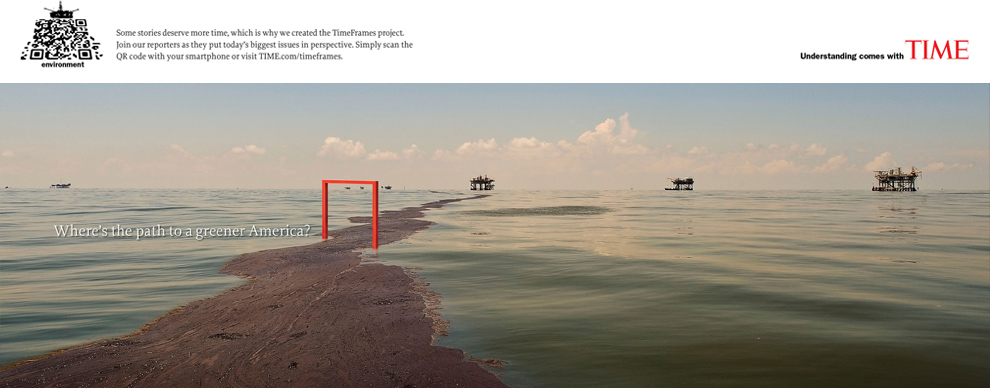 Some stories deserve more time, which is why we created the TimeFrames project.
Join our reporters as they put today's biggest issues in perspective. Simply scan the
QR code with your smartphone or visit TIME.com/timeframes.
environment
Understanding comes with TIME
Where's the path to a greener America?